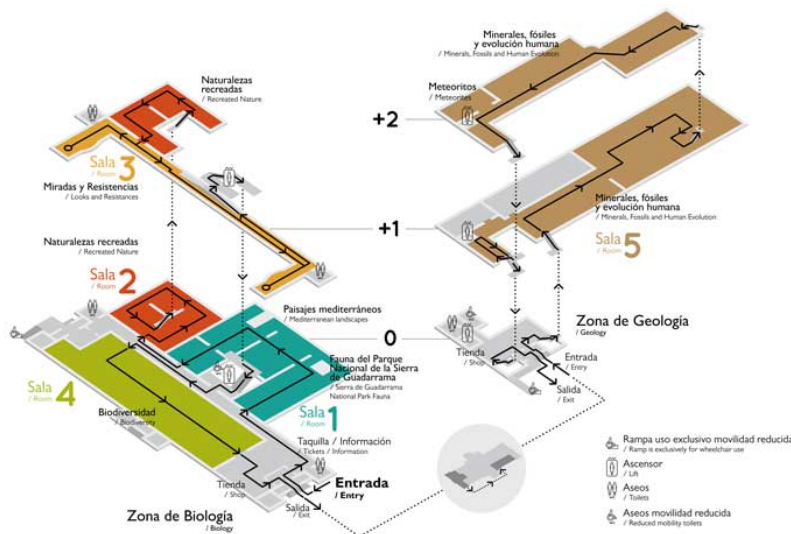 Naturalezas
recreadas
/ Recreated Nature
Sala
/ Room
3
Miradas y Resistencias
/ Looks and Resistances
Naturalezas recreadas
/ Recreated Nature
Sala
/ Room
2
Paisajes mediterráneos
/ Mediterranean landscapes
Fauna del Parque
Nacional de la Sierra
de Guadarrama
/ Sierra de Guadarrama
National Park Fauna
Sala
/ Room
1
Sala
/ Room
4
Biodiversidad
/ Biodiversity
Taquilla / Información
/ Tickets / Information
Tienda
/ Shop
Entrada
/ Entry
Salida
/ Exit
Zona de Biología
/ Biology
+2
+1
0
Minerales, fósiles
y evolución humana
/ Minerals, Fossils and Human Evolution
Meteoritos
/ Meteorites
Minerales, fósiles
y evolución humana
/ Minerals, Fossils and Human Evolution
Sala
/ Room
5
Zona de Geología
/ Geology
Tienda
/ Shop
Entrada
/ Entry
Salida
/ Exit
Rampa uso exclusivo movilidad reducida
/ Ramp is exclusively for wheelchair use
Ascensor
/ Lift
Aseos
/ Toilets
Aseos movilidad reducida
/ Reduced mobility toilets